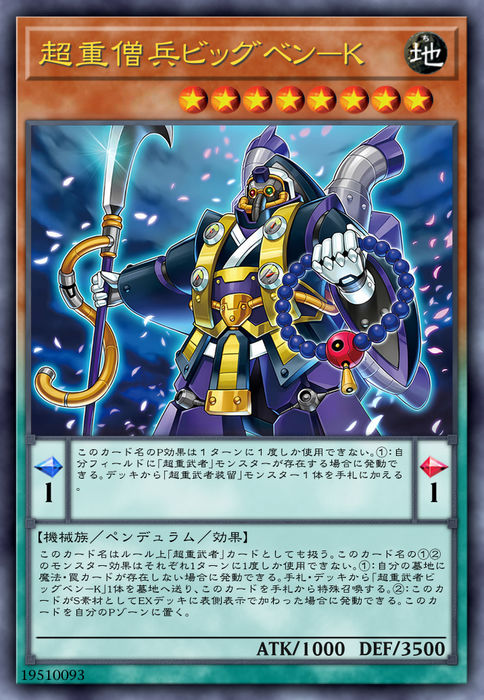 超重僧兵ビッグベン―K
ち
地
このカード名のP効果は1ターンに1度しか使用できない。①:自
分フィールドに「超重武者」モンスターが存在する場合に発動で
きる。デッキから「超重武者装留」モンスター1体を手札に加える
。
1
1
【機械族/ペンデュラム/効果】
このカード名はルール上「超重武者」カードとしても扱う。このカード名の①②
のモンスター効果はそれぞれ1ターンに1度しか使用できない。①:自分の墓地に
魔法・罠カードが存在しない場合に発動できる。手札・デッキから「超重武者ビ
ッグベン-K」1体を墓地へ送り、このカードを手札から特殊召喚する。②:このカ
ードがS素材としてEXデッキに表側表示で加わった場合に発動できる。このカー
ドを自分のPゾーンに置く。
ATK/1000 DEF/3500
19510093